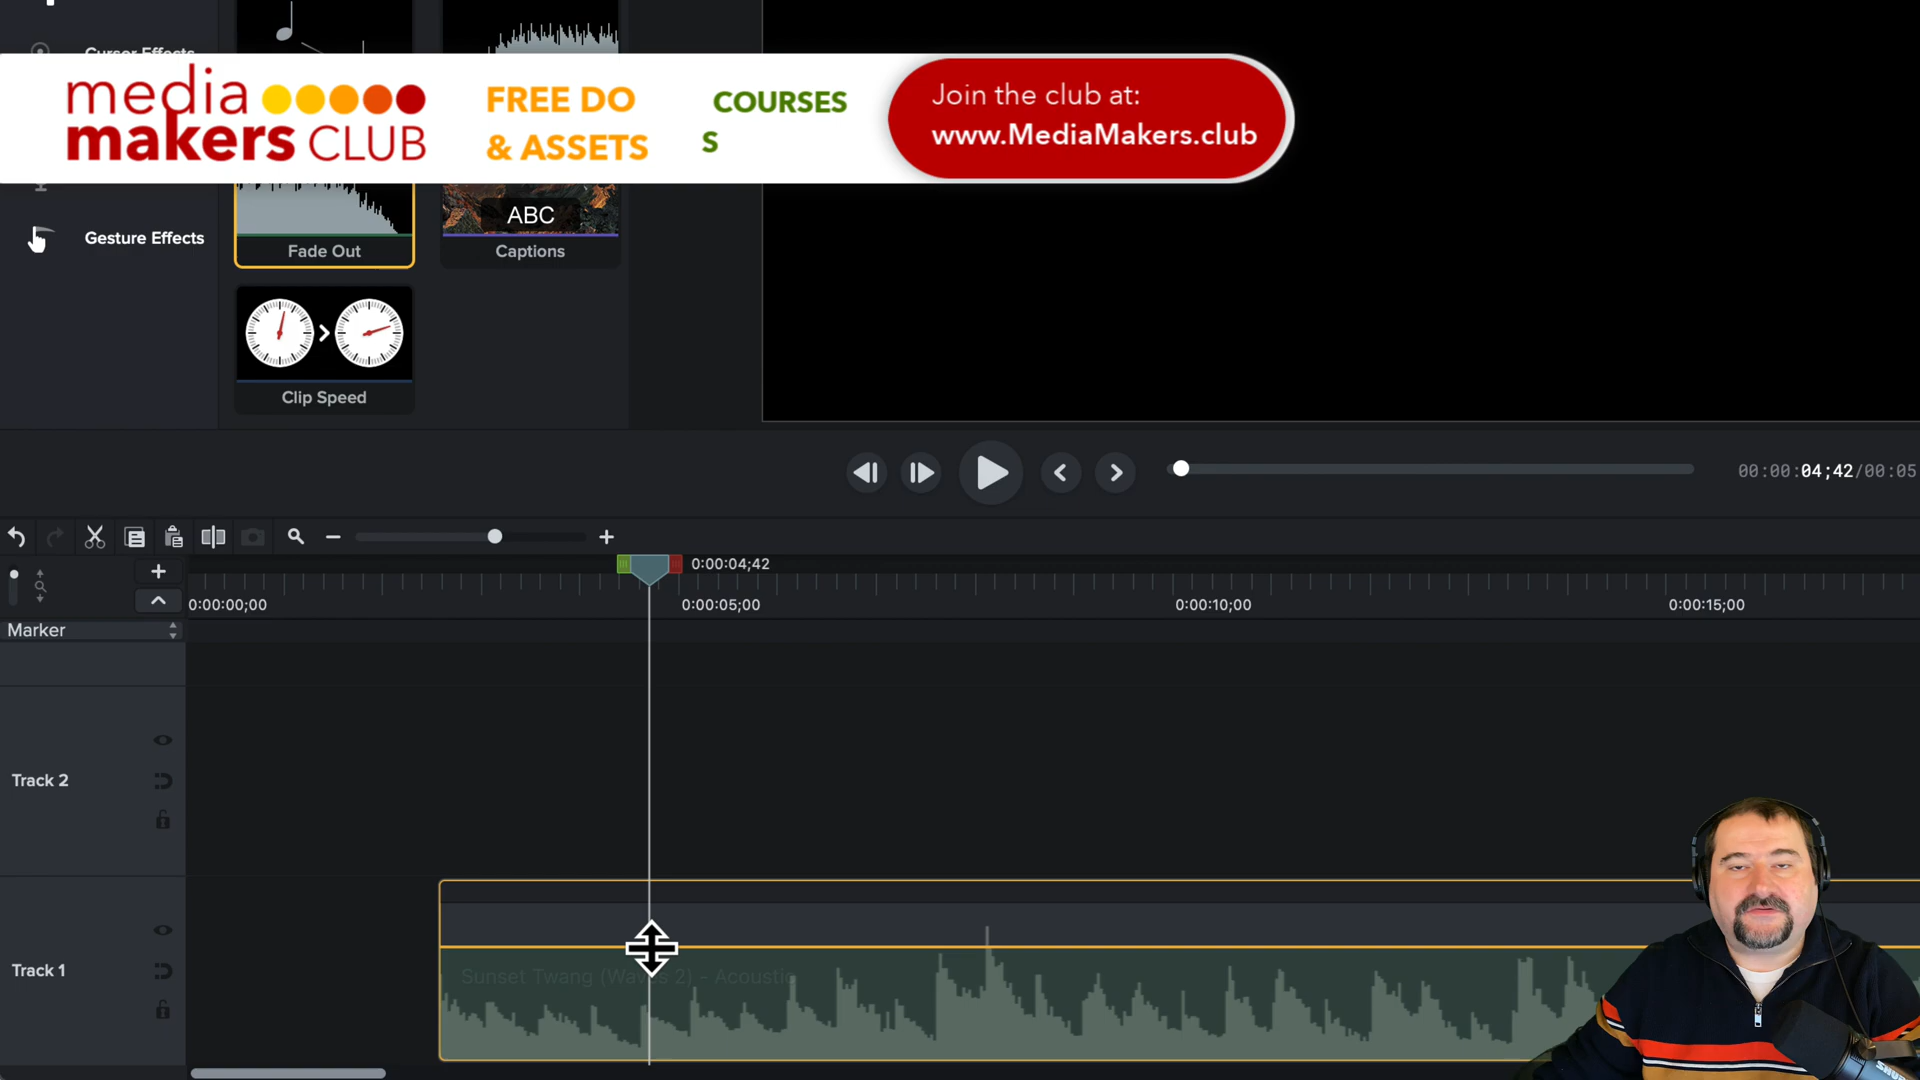 Cursor Effects
media
makers CLUB
FREE DO
& ASSETS
COURSES
S
Join the club at:
www.MediaMakers.club
Gesture Effects
Fade Out
ABC
Captions
Clip Speed
00:00:04;42/00:05
0:00:04;42
0:00:00;00
0:00:05;00
0:00:10;00
0:00:15;00
Marker
Track 2
Track 1
Sunset Twang (Waves 2) - Acoustic